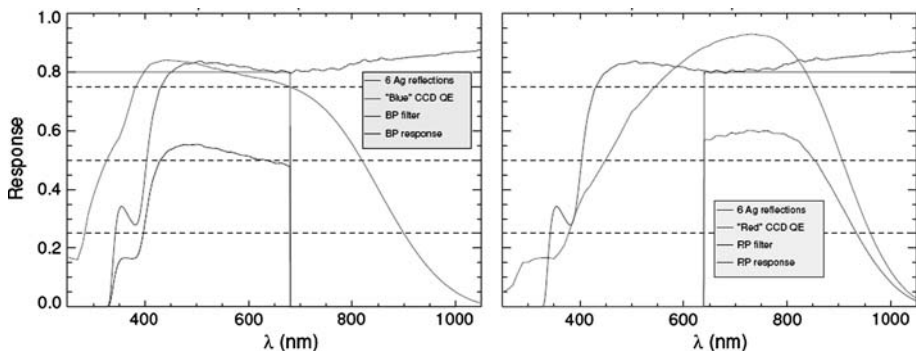 1.0
0.8
0.6
0.4
0.2
0.0
Response
6 Ag reflections
"Blue" CCD QE
BP filter
BP response
400 600 800 1000
λ (nm)
6 Ag reflections
"Red" CCD QE
RP filter
RP response
400 600 800 1000
λ (nm)